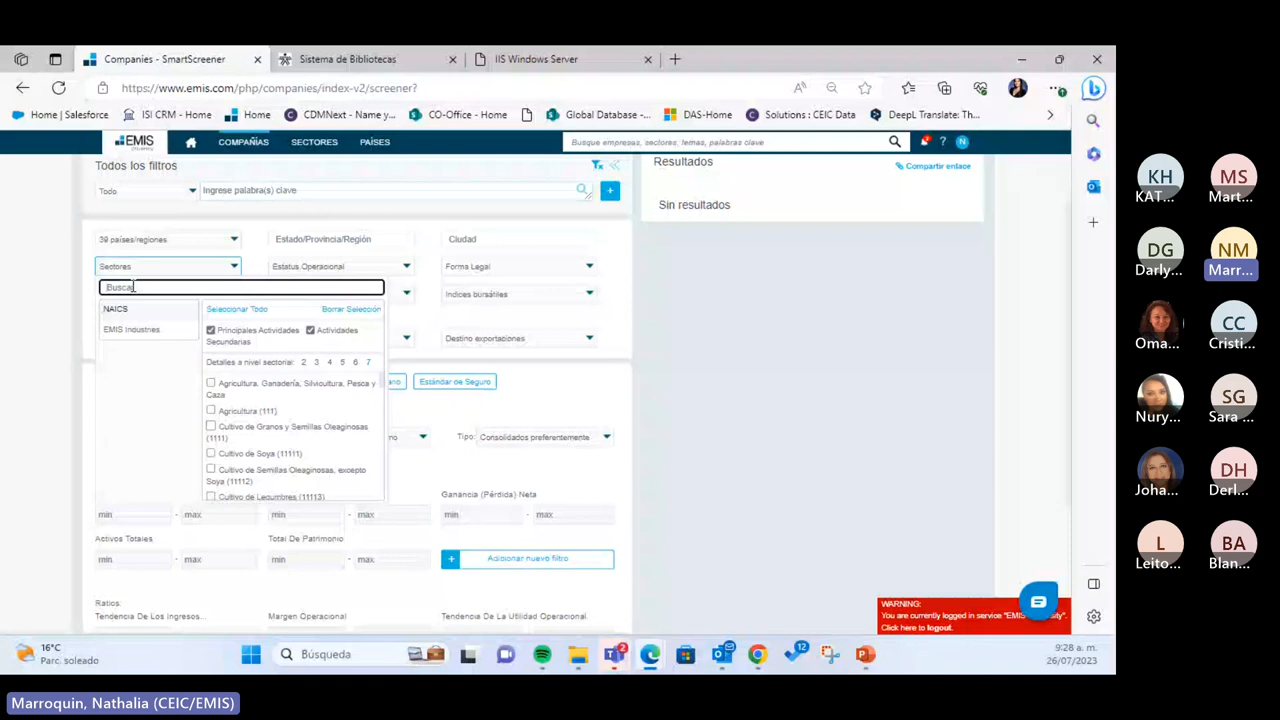 Companies - SmartScreener
Sistema de Bibliotecas
IIS Windows Server
https://www.emis.com/php/companies/index-v2/screener?
Home | Salesforce
ISI CRM - Home
Home
CDMNext - Name y...
CO-Office - Home
Global Database -...
DAS-Home
Solutions : CEIC Data
DeepL Translate: Th...
EMIS
COMPAÑÍAS
SECTORES
PAÍSES
Busque empresas, sectores, temas, palabras clave
N
Todos los filtros
Todo
Ingrese palabra(s) clave
Resultados
Compartir enlace
Sin resultados
39 países/regiones
Estado/Provincia/Región
Ciudad
Sectores
Estatus Operacional
Forma Legal
Busca
Indices bursátiles
NAICS
EMIS Industries
Seleccionar Todo
Borrar Selección
Principales Actividades
Actividades
Secundarias
Destino exportaciones
Detalles a nivel sectorial: 2 3 4 5 6 7
Agricultura, Ganadería, Silvicultura, Pesca y
Caza
Agricultura (111)
Cultivo de Granos y Semillas Oleaginosas
(1111)
Cultivo de Soya (11111)
Cultivo de Semillas Oleaginosas, excepto
Soya (11112)
Cultivo de Legumbres (11113)
Estándar de Seguro
Tipo: Consolidados preferentemente
Ganancia (Pérdida) Neta
min - max
min - max
min - max
Activos Totales
Total De Patrimonio
min - max
min - max
Adicionar nuevo filtro
Ratios:
Tendencia De Los Ingresos...
Margen Operacional
Tendencia De La Utilidad Operacional
WARNING:
You are currently logged in service "EMIS
Click here to logout.
16°C
Parc. soleado
Búsqueda
2
12
9:28 a. m.
26/07/2023
KH
KAT...
MS
Mart...
DG
Darly...
NM
Marr...
Oma...
CC
Cristi...
Nury...
SG
Sara ...
Joha...
DH
Derl...
L
Leito...
BA
Blan...
Marroquin, Nathalia (CEIC/EMIS)